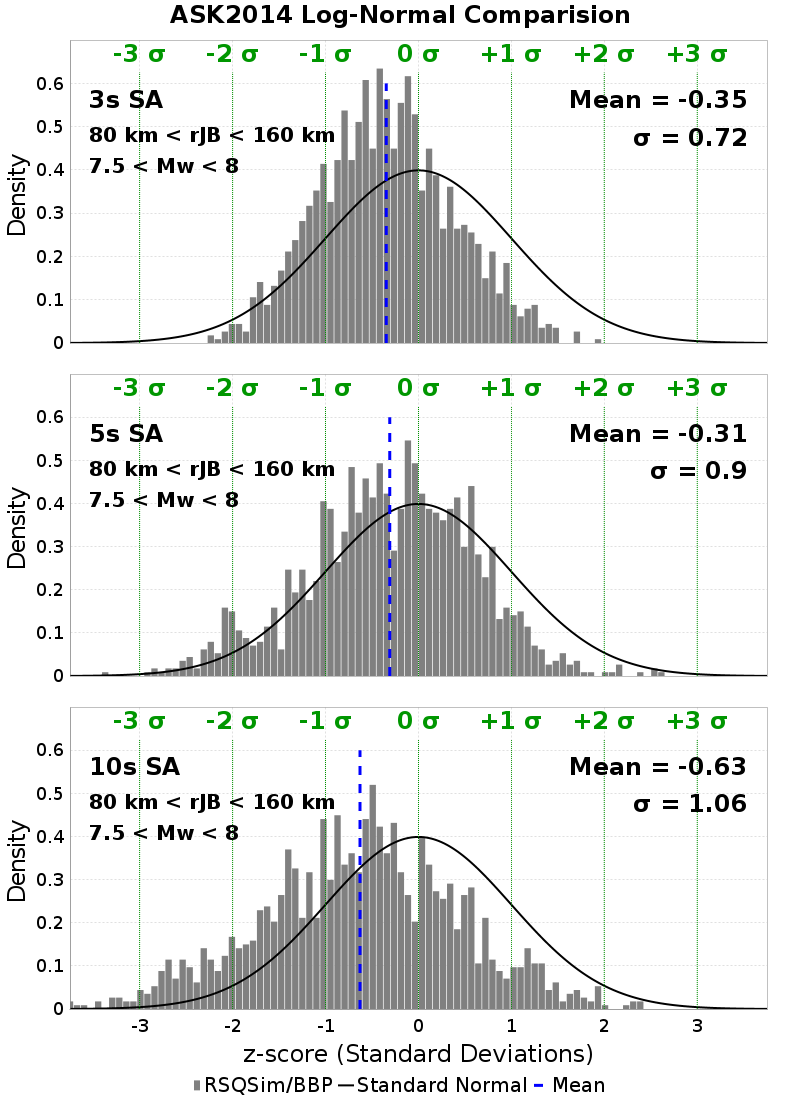 ASK2014 Log-Normal Comparision
-3 σ -2 σ -1 σ 0 σ +1 σ +2 σ +3 σ
3s SA
Mean = -0.35
80 km < rJB < 160 km
σ = 0.72
7.5 < Mw < 8
Density
0.6
0.5
0.4
0.3
0.2
0.1
0
-3 σ -2 σ -1 σ 0 σ +1 σ +2 σ +3 σ
5s SA
Mean = -0.31
80 km < rJB < 160 km
σ = 0.9
7.5 < Mw < 8
Density
0.6
0.5
0.4
0.3
0.2
0.1
0
-3 σ -2 σ -1 σ 0 σ +1 σ +2 σ +3 σ
10s SA
Mean = -0.63
80 km < rJB < 160 km
σ = 1.06
7.5 < Mw < 8
Density
0.6
0.5
0.4
0.3
0.2
0.1
0
-3 -2 -1 0 1 2 3
z-score (Standard Deviations)
RSQSim/BBP Standard Normal Mean